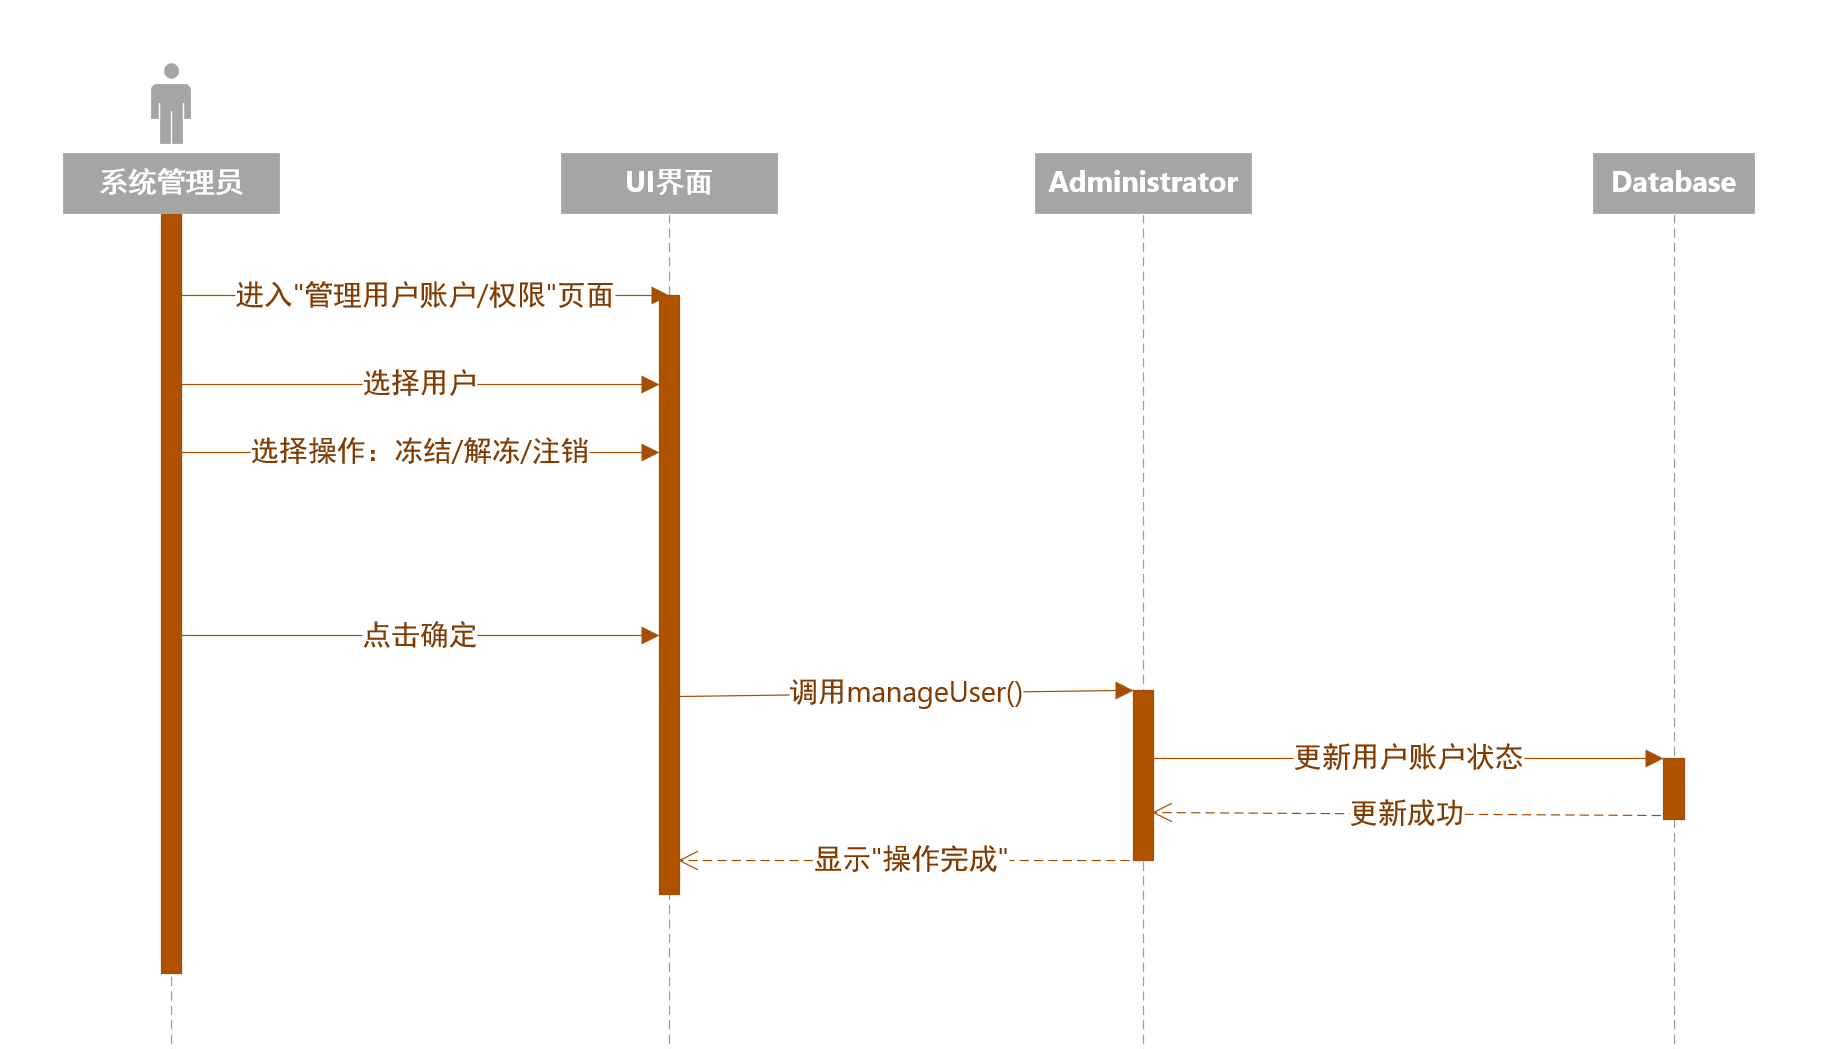 系统管理员
UI界面
Administrator
Database
进入"管理用户账户/权限"页面
选择用户
选择操作：冻结/解冻/注销
点击确定
调用manageUser()
更新用户账户状态
更新成功
显示"操作完成"